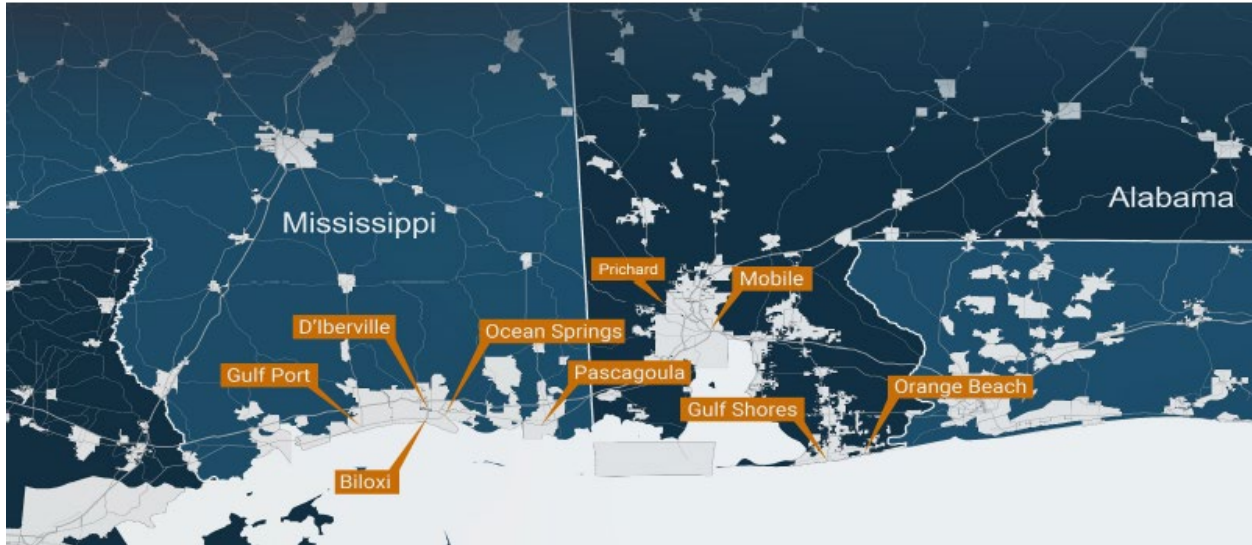 Alabama
Mississippi
Prichard
Mobile
D'Iberville
Ocean Springs
Gulf Port
Pascagoula
Orange Beach
Gulf Shores
Biloxi